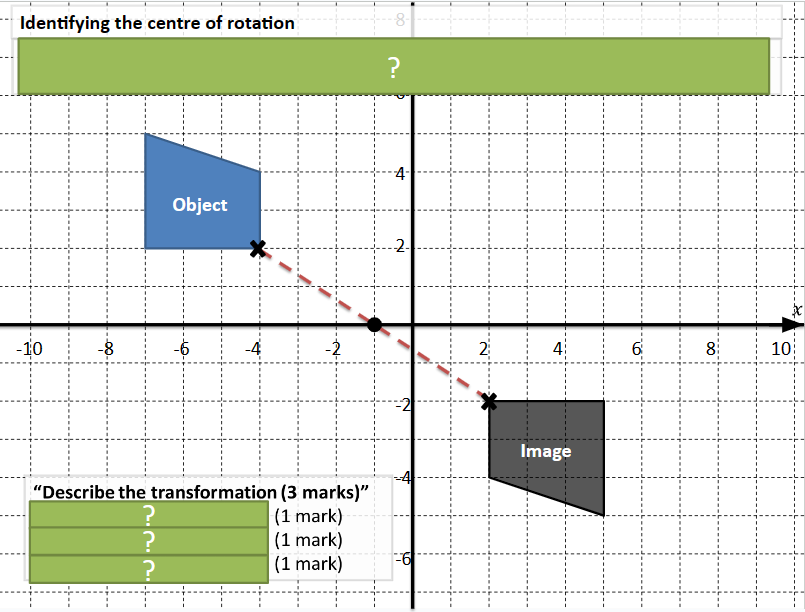 Identifying the centre of rotation
8
?
6
Object
4
2
x
-10 -8 -6 -4 -2 2 4 6 8 10
-2
Image
-4
"Describe the transformation (3 marks)"
? (1 mark)
? (1 mark)
? (1 mark)
-6